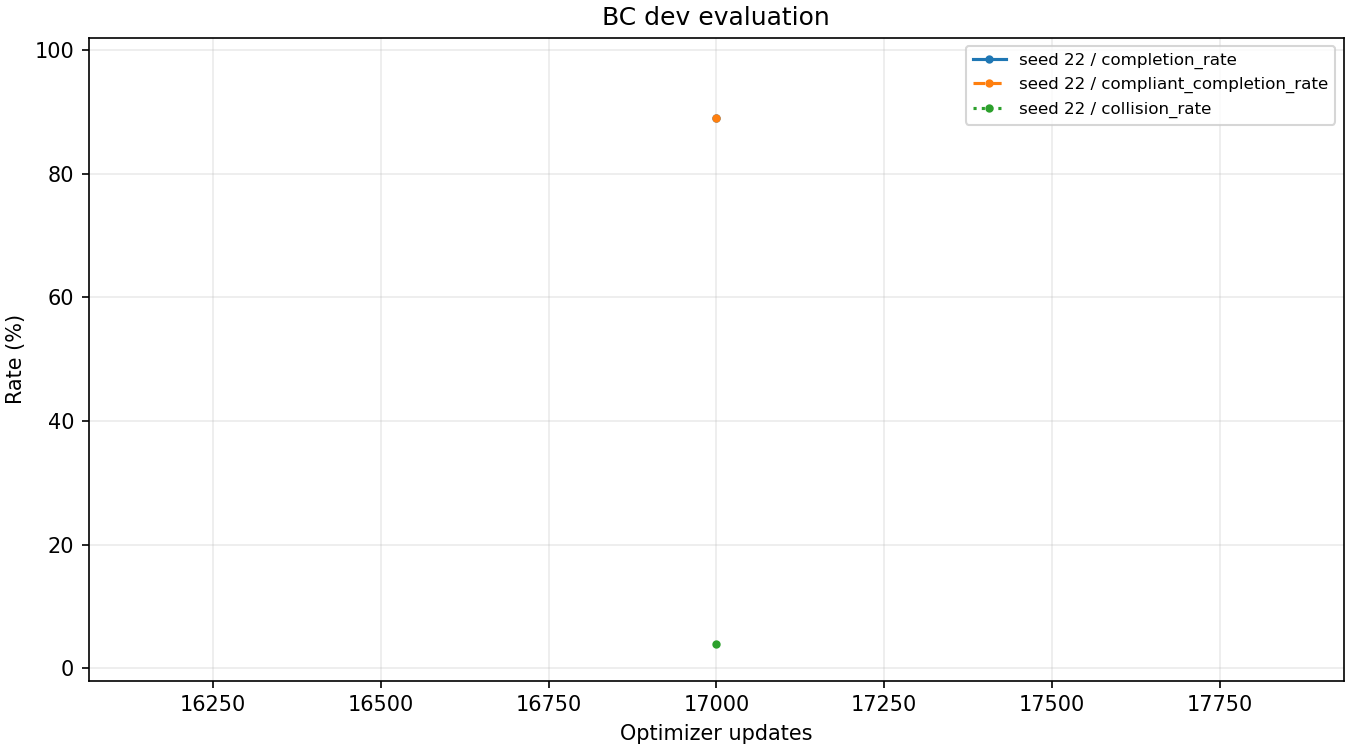 BC dev evaluation
seed 22 / completion_rate
seed 22 / compliant_completion_rate
seed 22 / collision_rate
Rate (%)
100
80
60
40
20
0
16250 16500 16750 17000 17250 17500 17750
Optimizer updates